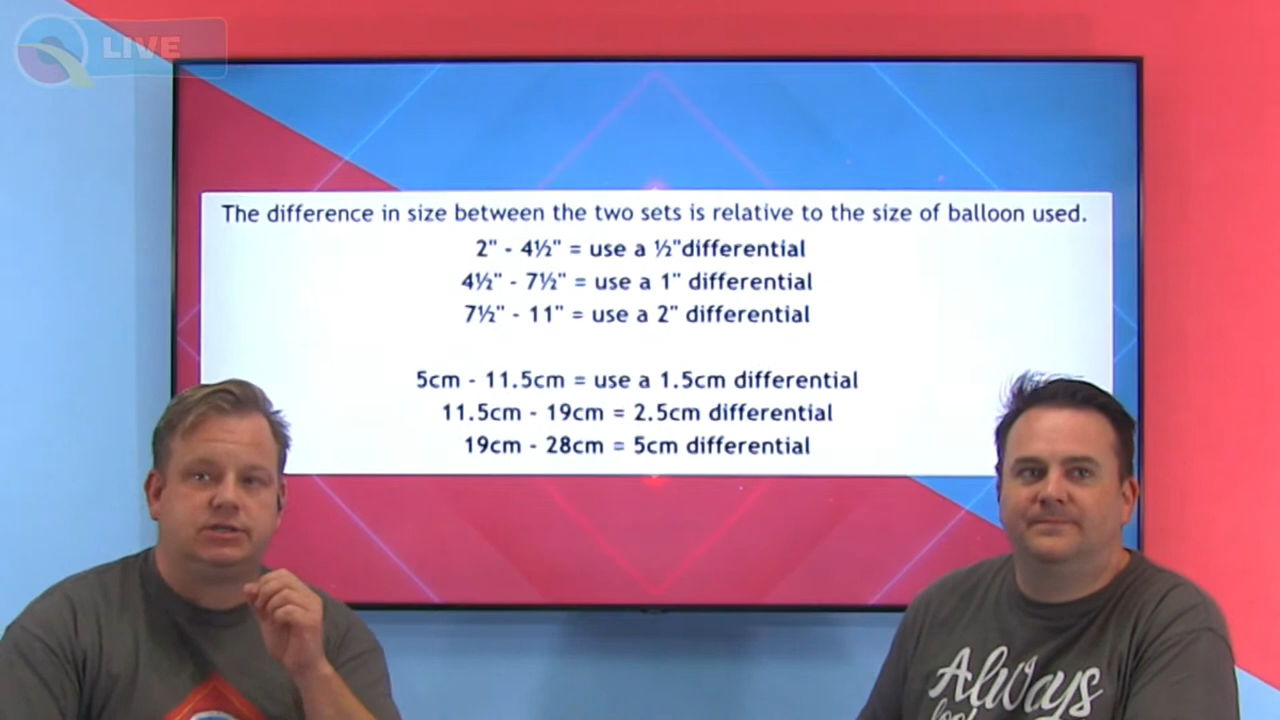 LIVE
The difference in size between the two sets is relative to the size of balloon used.
2" - 4½" = use a ½"differential
4½" - 7½" = use a 1" differential
7½" - 11" = use a 2" differential
5cm - 11.5cm = use a 1.5cm differential
11.5cm - 19cm = 2.5cm differential
19cm - 28cm = 5cm differential
Always